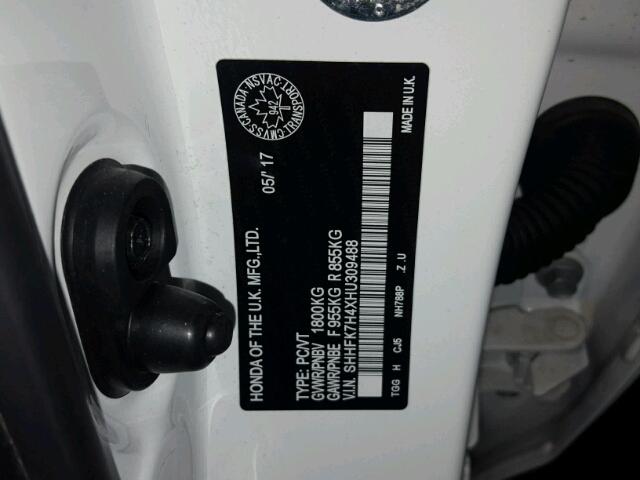 HONDA OF THE U.K. MFG.,LTD.
05/'17
CMVSS-CANADA-NSVAC
TRANSPORT
942
TYPE: PC/VT
GVWR/PNBV 1800KG
GAWR/PNBE F 955KG R 855KG
V.I.N. SHHFK7H4XHU309488
MADE IN U.K.
TGG H CJ5 NH788P .Z.U